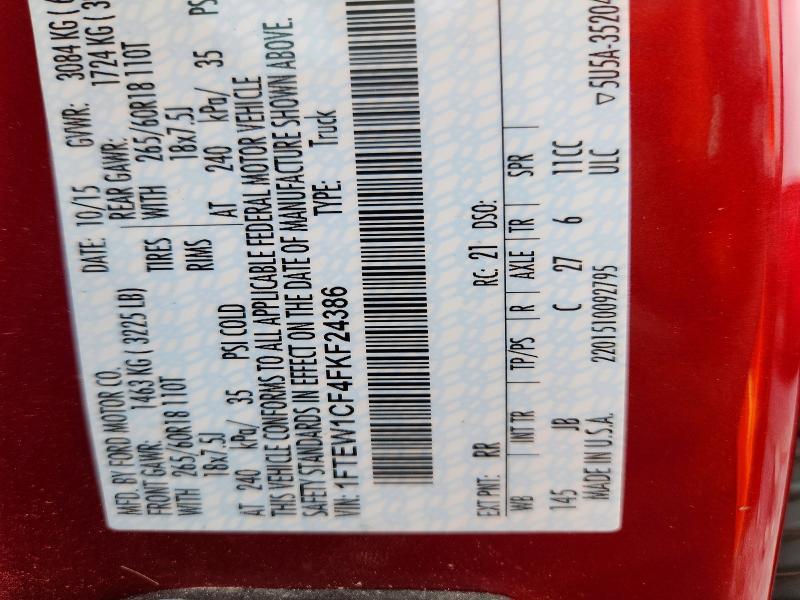 MFD. BY FORD MOTOR CO.
DATE: 10/15 GVWR: 3084 KG
FRONT GAWR: 1463 KG ( 3225 LB) REAR GAWR: 1724 KG
WITH 265/60R18 110T TIRES WITH 265/60R18 110T
18x7.5J RIMS 18x7.5J
AT 240 kPa/ 35 PSI COLD AT 240 kPa/ 35 PS
THIS VEHICLE CONFORMS TO ALL APPLICABLE FEDERAL MOTOR VEHICLE
SAFETY STANDARDS IN EFFECT ON THE DATE OF MANUFACTURE SHOWN ABOVE.
VIN: 1FTEW1CF4FKF24386 TYPE: Truck
EXT PNT: RR RC: 21 DSO:
WB INT TR TP/PS R AXLE TR SPR
145 JB C 27 6 11CC
MADE IN U.S.A. 2201510092795 ULC
▽5U5A-35204